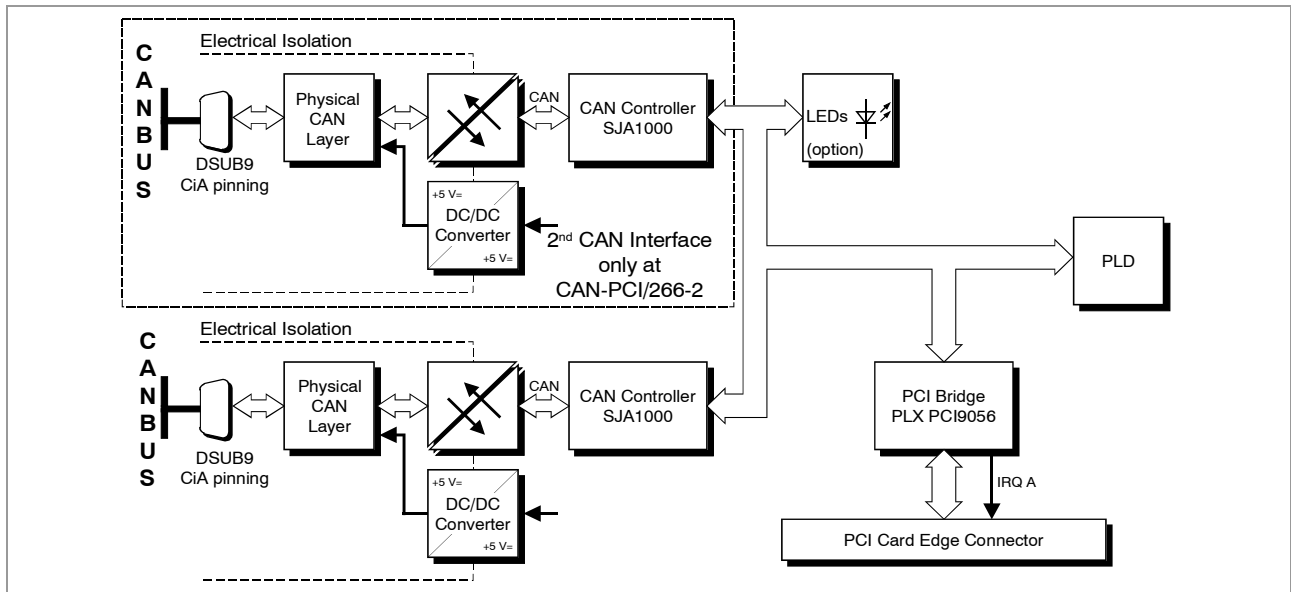 CANBUS
Electrical Isolation
DSUB9
CiA pinning
Physical
CAN
Layer
CAN
CAN Controller
SJA1000
LEDs
(option)
+5 V=
DC/DC
Converter
+5 V=
2nd CAN Interface
only at
CAN-PCI/266-2
PLD
CANBUS
Electrical Isolation
DSUB9
CiA pinning
Physical
CAN
Layer
CAN
CAN Controller
SJA1000
+5 V=
DC/DC
Converter
+5 V=
PCI Bridge
PLX PCI9056
IRQ A
PCI Card Edge Connector